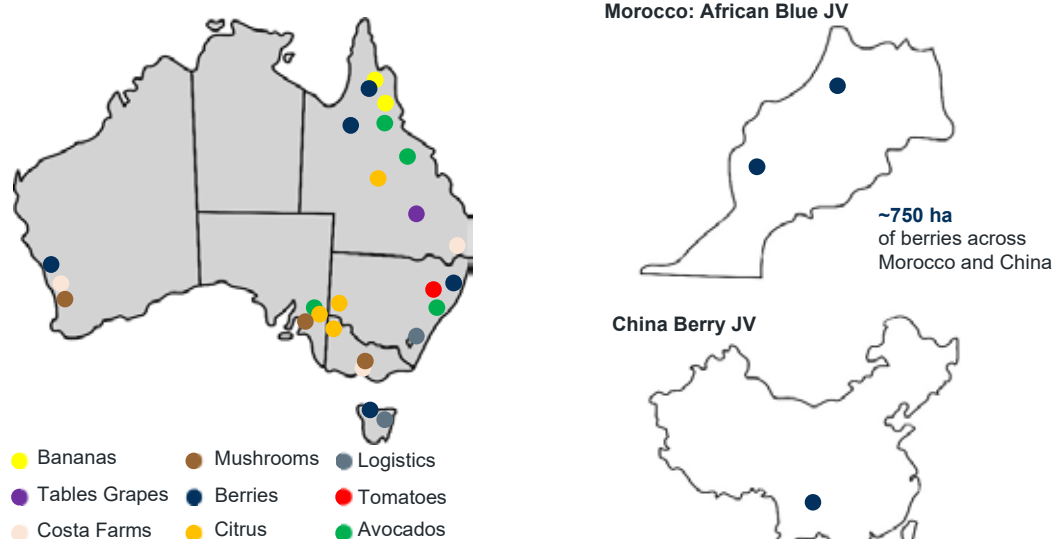 Morocco: African Blue JV
~750 ha
of berries across
Morocco and China
China Berry JV
Bananas
Mushrooms
Logistics
Tables Grapes
Berries
Tomatoes
Costa Farms
Citrus
Avocados